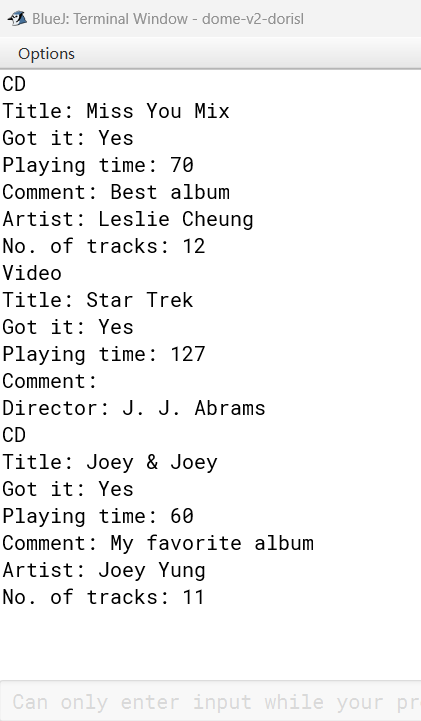 BlueJ: Terminal Window - dome-v2-dorisl
Options
CD
Title: Miss You Mix
Got it: Yes
Playing time: 70
Comment: Best album
Artist: Leslie Cheung
No. of tracks: 12
Video
Title: Star Trek
Got it: Yes
Playing time: 127
Comment:
Director: J. J. Abrams
CD
Title: Joey & Joey
Got it: Yes
Playing time: 60
Comment: My favorite album
Artist: Joey Yung
No. of tracks: 11
Can only enter input while your pr